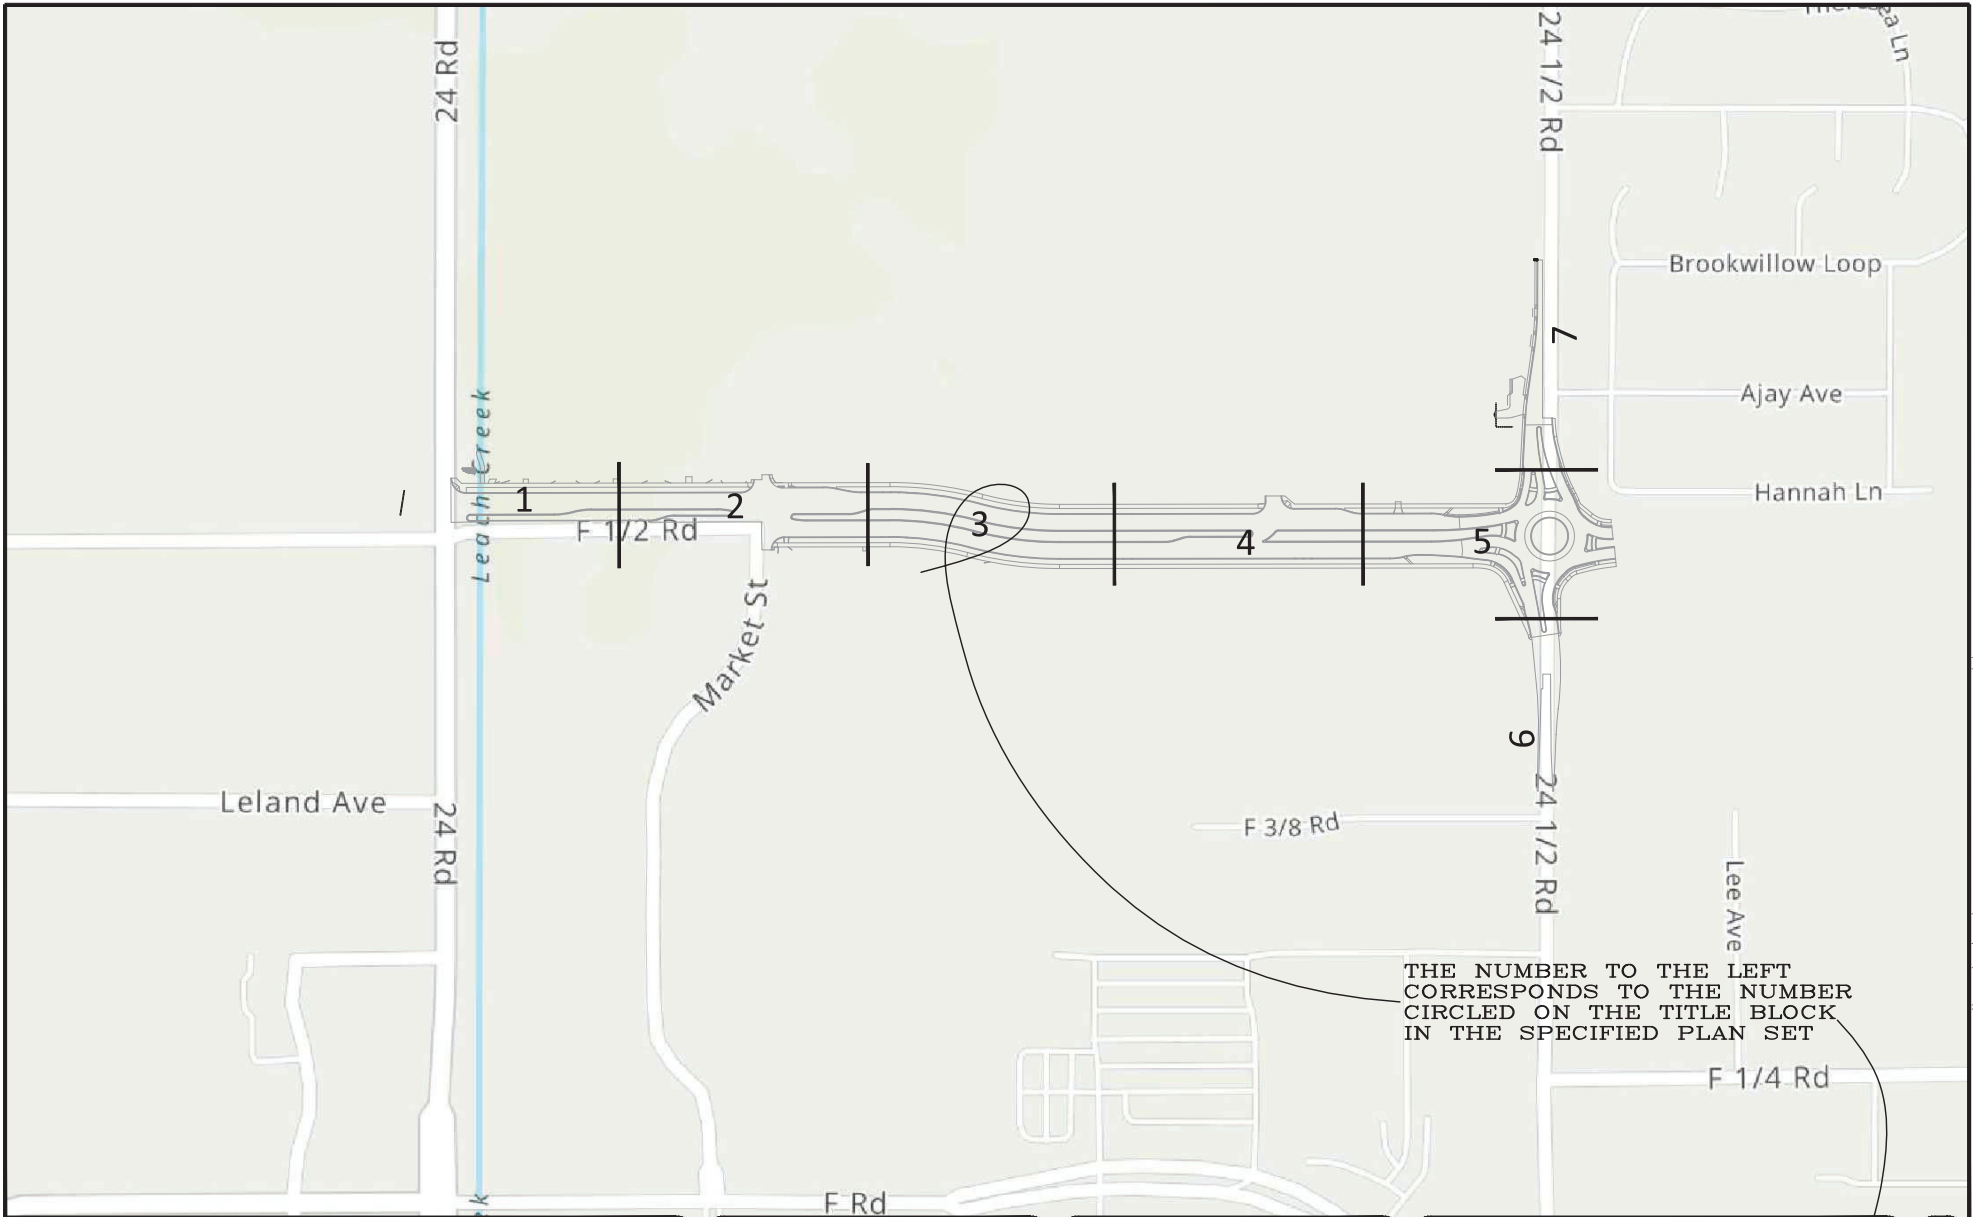 24 Rd
24 1/2 Rd
ea Ln
Brookwillow Loop
7
Ajay Ave
Leach Creek
Hannah Ln
1
2
3
4
5
F 1/2 Rd
Market St
6
Leland Ave
24 Rd
24 1/2 Rd
F 3/8 Rd
Lee Ave
THE NUMBER TO THE LEFT
CORRESPONDS TO THE NUMBER
CIRCLED ON THE TITLE BLOCK
IN THE SPECIFIED PLAN SET
F 1/4 Rd
k
F Rd